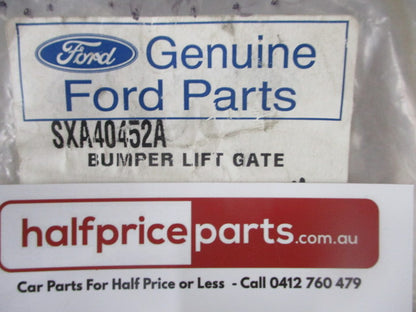 Ford
Genuine
Ford Parts
SXA40452A
BUMPER LIFT GATE
halfpriceparts.com.au
Car Parts For Half Price or Less - Call 0412 760 479